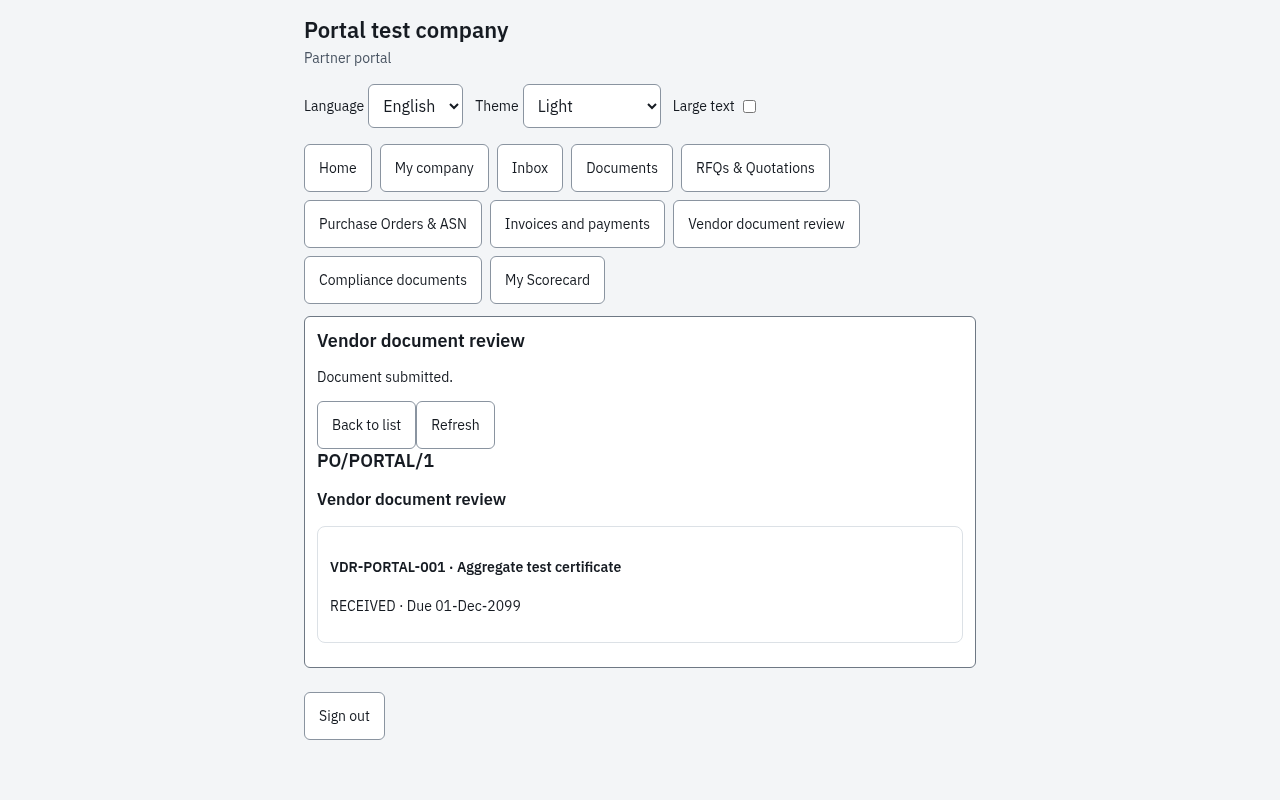 Portal test company
Partner portal
Language English Theme Light Large text
Home My company Inbox Documents RFQs & Quotations
Purchase Orders & ASN Invoices and payments Vendor document review
Compliance documents My Scorecard
Vendor document review
Document submitted.
Back to list Refresh
PO/PORTAL/1
Vendor document review
VDR-PORTAL-001 · Aggregate test certificate
RECEIVED · Due 01-Dec-2099
Sign out